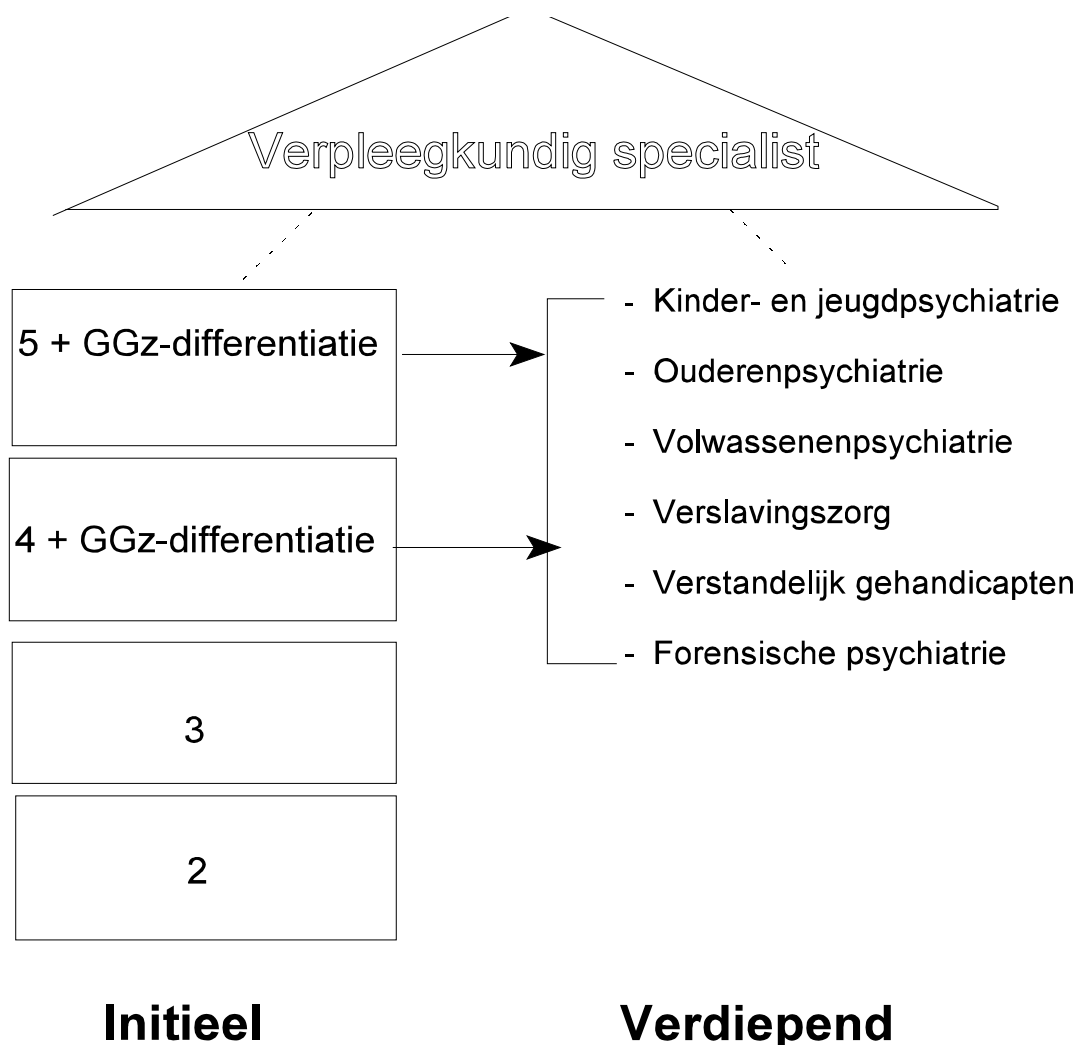 Verpleegkundig specialist
5 + GGz-differentiatie
4 + GGz-differentiatie
3
2
- Kinder- en jeugdpsychiatrie
- Ouderenpsychiatrie
- Volwassenenpsychiatrie
- Verslavingszorg
- Verstandelijk gehandicapten
- Forensische psychiatrie
Initieel
Verdiepend